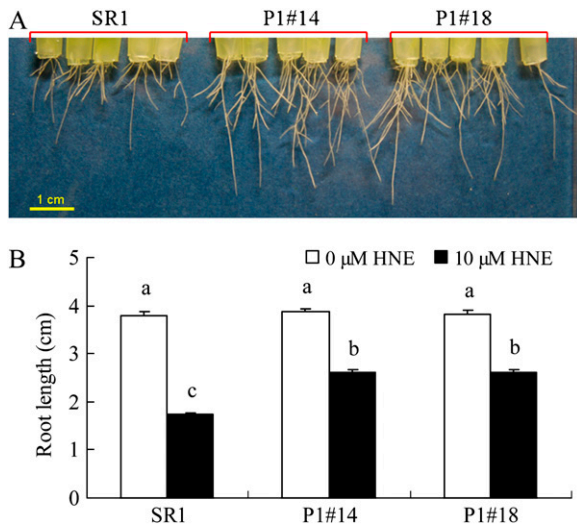 A
SR1 P1#14 P1#18
1 cm
B
0 µM HNE 10 µM HNE
Root length (cm)
5
4
3
2
1
0
a c a b a b
SR1 P1#14 P1#18